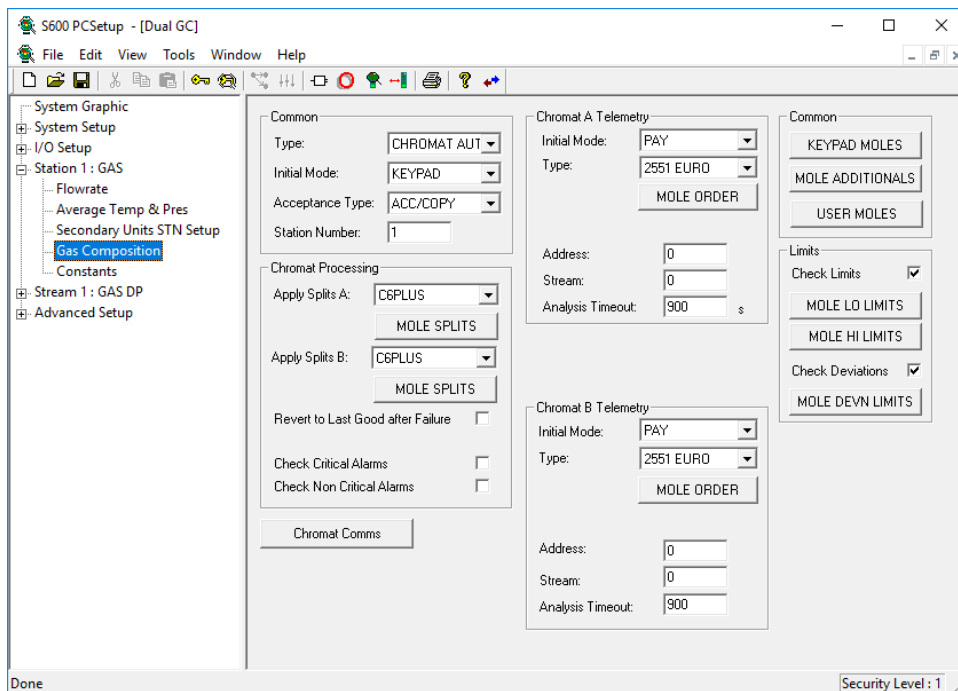 S600 PCSetup - [Dual GC]
File Edit View Tools Window Help
System Graphic
System Setup
I/O Setup
Station 1 : GAS
Flowrate
Average Temp & Pres
Secondary Units STN Setup
Gas Composition
Constants
Stream 1 : GAS DP
Advanced Setup
Common
Type: CHROMAT AUT
Initial Mode: KEYPAD
Acceptance Type: ACC/COPY
Station Number: 1
Chromat Processing
Apply Splits A: C6PLUS
MOLE SPLITS
Apply Splits B: C6PLUS
MOLE SPLITS
Revert to Last Good after Failure
Check Critical Alarms
Check Non Critical Alarms
Chromat Comms
Chromat A Telemetry
Initial Mode: PAY
Type: 2551 EURO
MOLE ORDER
Address: 0
Stream: 0
Analysis Timeout: 900 s
Chromat B Telemetry
Initial Mode: PAY
Type: 2551 EURO
MOLE ORDER
Address: 0
Stream: 0
Analysis Timeout: 900
Common
KEYPAD MOLES
MOLE ADDITIONALS
USER MOLES
Limits
Check Limits
MOLE LO LIMITS
MOLE HI LIMITS
Check Deviations
MOLE DEVN LIMITS
Done
Security Level : 1